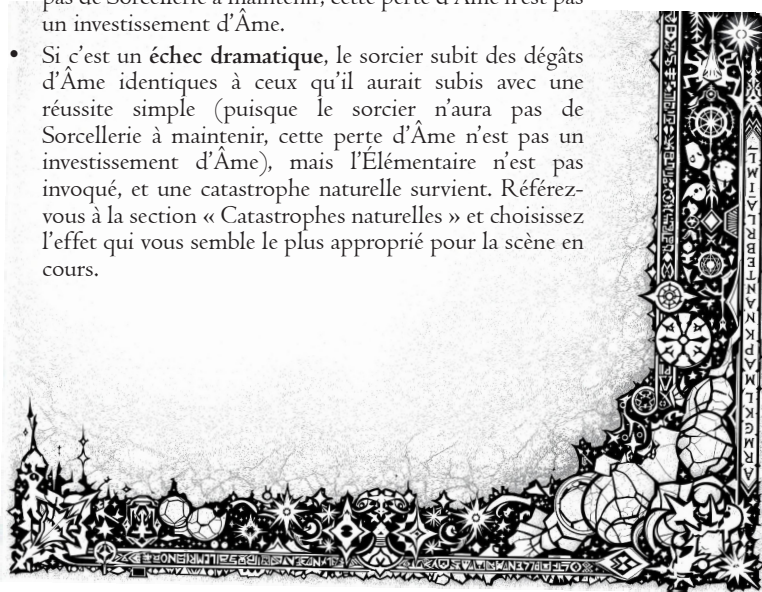 pas de Sorcellerie à maintenir, cette perte d'Âme n'est pas
un investissement d'Âme.
• Si c'est un échec dramatique, le sorcier subit des dégâts
d'Âme identiques à ceux qu'il aurait subis avec une
réussite simple (puisque le sorcier n'aura pas de
Sorcellerie à maintenir, cette perte d'Âme n'est pas un
investissement d'Âme), mais l'Élémentaire n'est pas
invoqué, et une catastrophe naturelle survient. Référez-
vous à la section « Catastrophes naturelles » et choisissez
l'effet qui vous semble le plus approprié pour la scène en
cours.